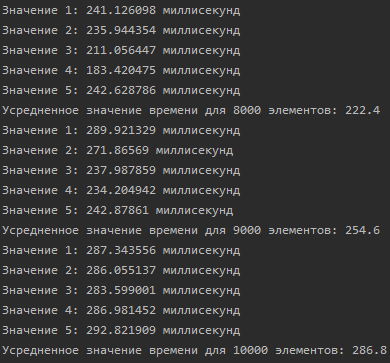 Значение 1: 241.126098 миллисекунд
Значение 2: 235.944354 миллисекунд
Значение 3: 211.056447 миллисекунд
Значение 4: 183.420475 миллисекунд
Значение 5: 242.628786 миллисекунд
Усредненное значение времени для 8000 элементов: 222.4
Значение 1: 289.921329 миллисекунд
Значение 2: 271.86569 миллисекунд
Значение 3: 237.987859 миллисекунд
Значение 4: 234.204942 миллисекунд
Значение 5: 242.87861 миллисекунд
Усредненное значение времени для 9000 элементов: 254.6
Значение 1: 287.343556 миллисекунд
Значение 2: 286.055137 миллисекунд
Значение 3: 283.599001 миллисекунд
Значение 4: 286.981452 миллисекунд
Значение 5: 292.821909 миллисекунд
Усредненное значение времени для 10000 элементов: 286.8